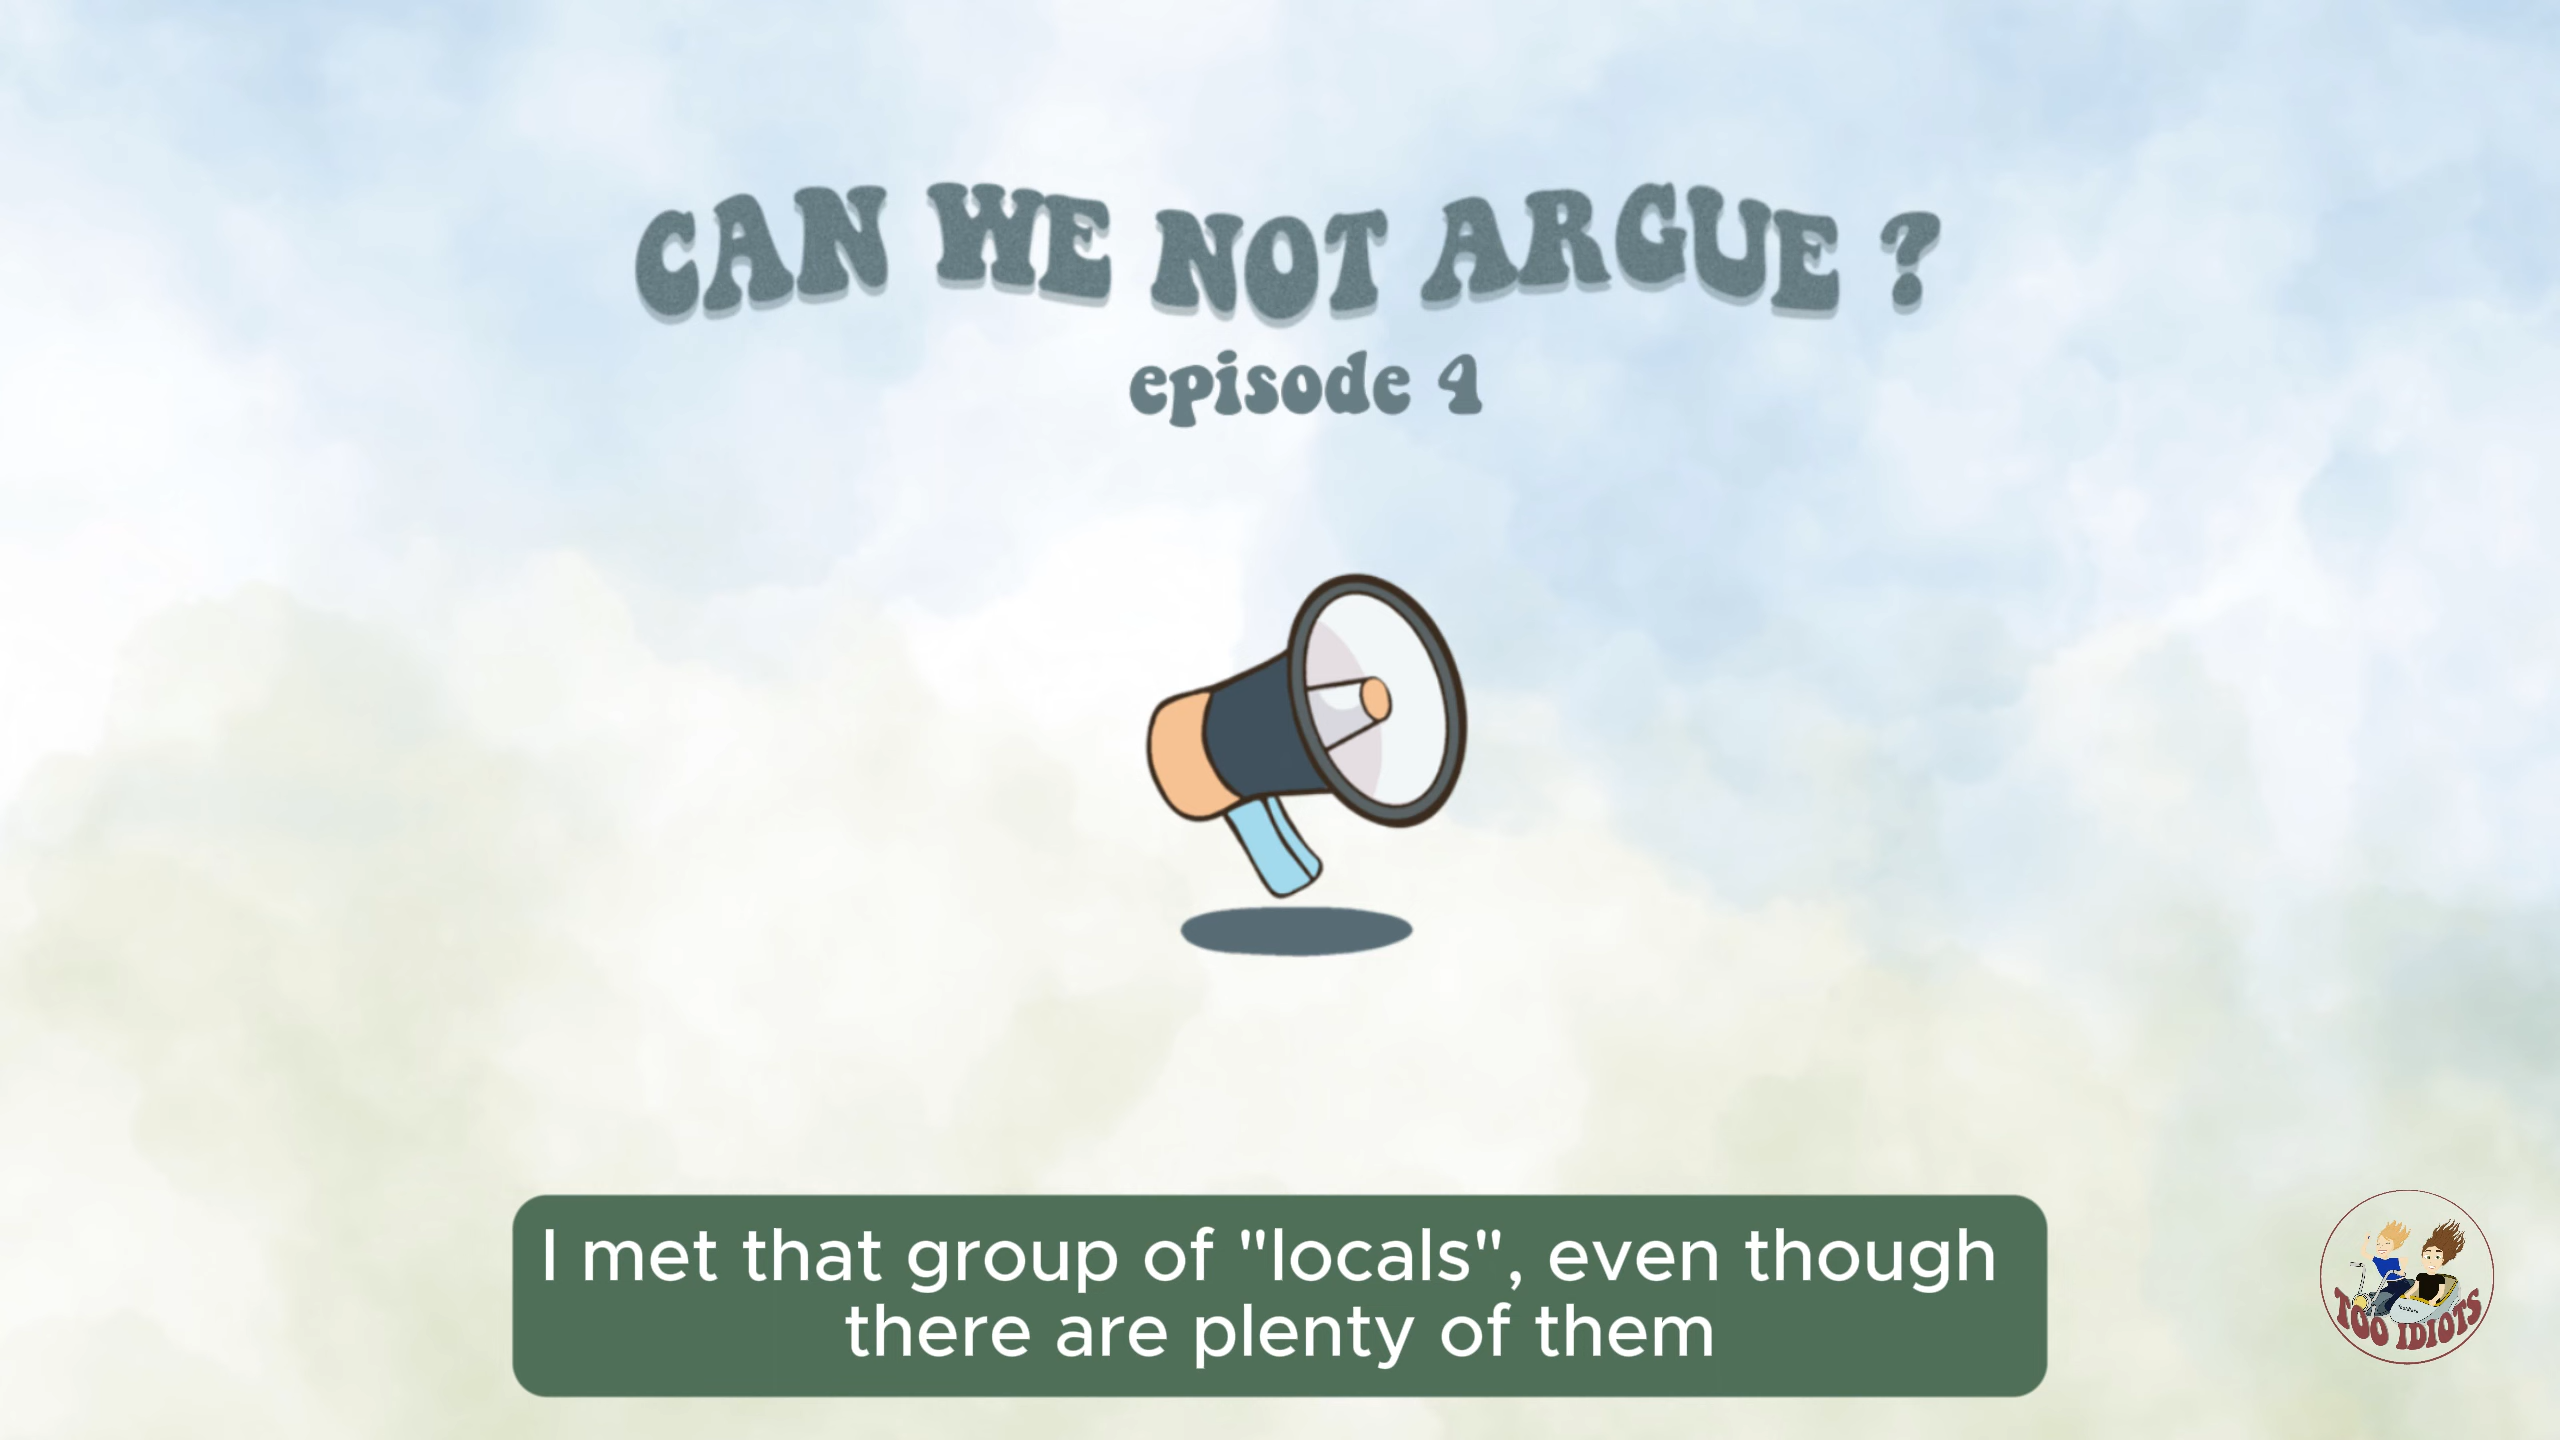 CAN WE NOT ARGUE ?
episode 4
I met that group of "locals", even though
there are plenty of them
TOO IDIOTS